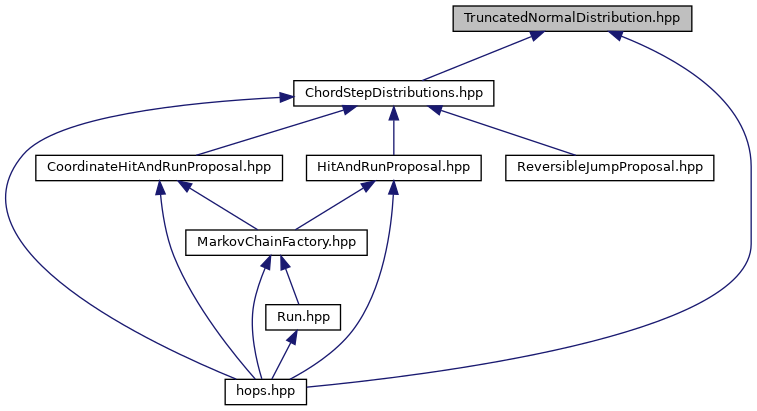 TruncatedNormalDistribution.hpp
ChordStepDistributions.hpp
CoordinateHitAndRunProposal.hpp
HitAndRunProposal.hpp
ReversibleJumpProposal.hpp
MarkovChainFactory.hpp
Run.hpp
hops.hpp